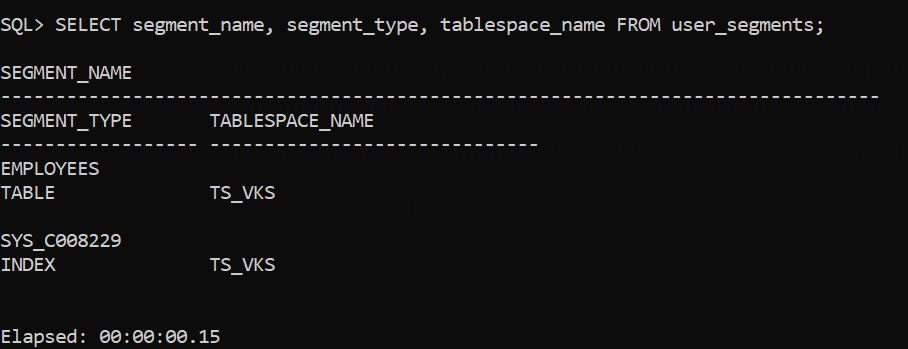 SQL> SELECT segment_name, segment_type, tablespace_name FROM user_segments;
SEGMENT_NAME
--------------------------------------------------------------------------------
SEGMENT_TYPE       TABLESPACE_NAME
------------------ ------------------------------
EMPLOYEES
TABLE              TS_VKS
SYS_C008229
INDEX              TS_VKS
Elapsed: 00:00:00.15